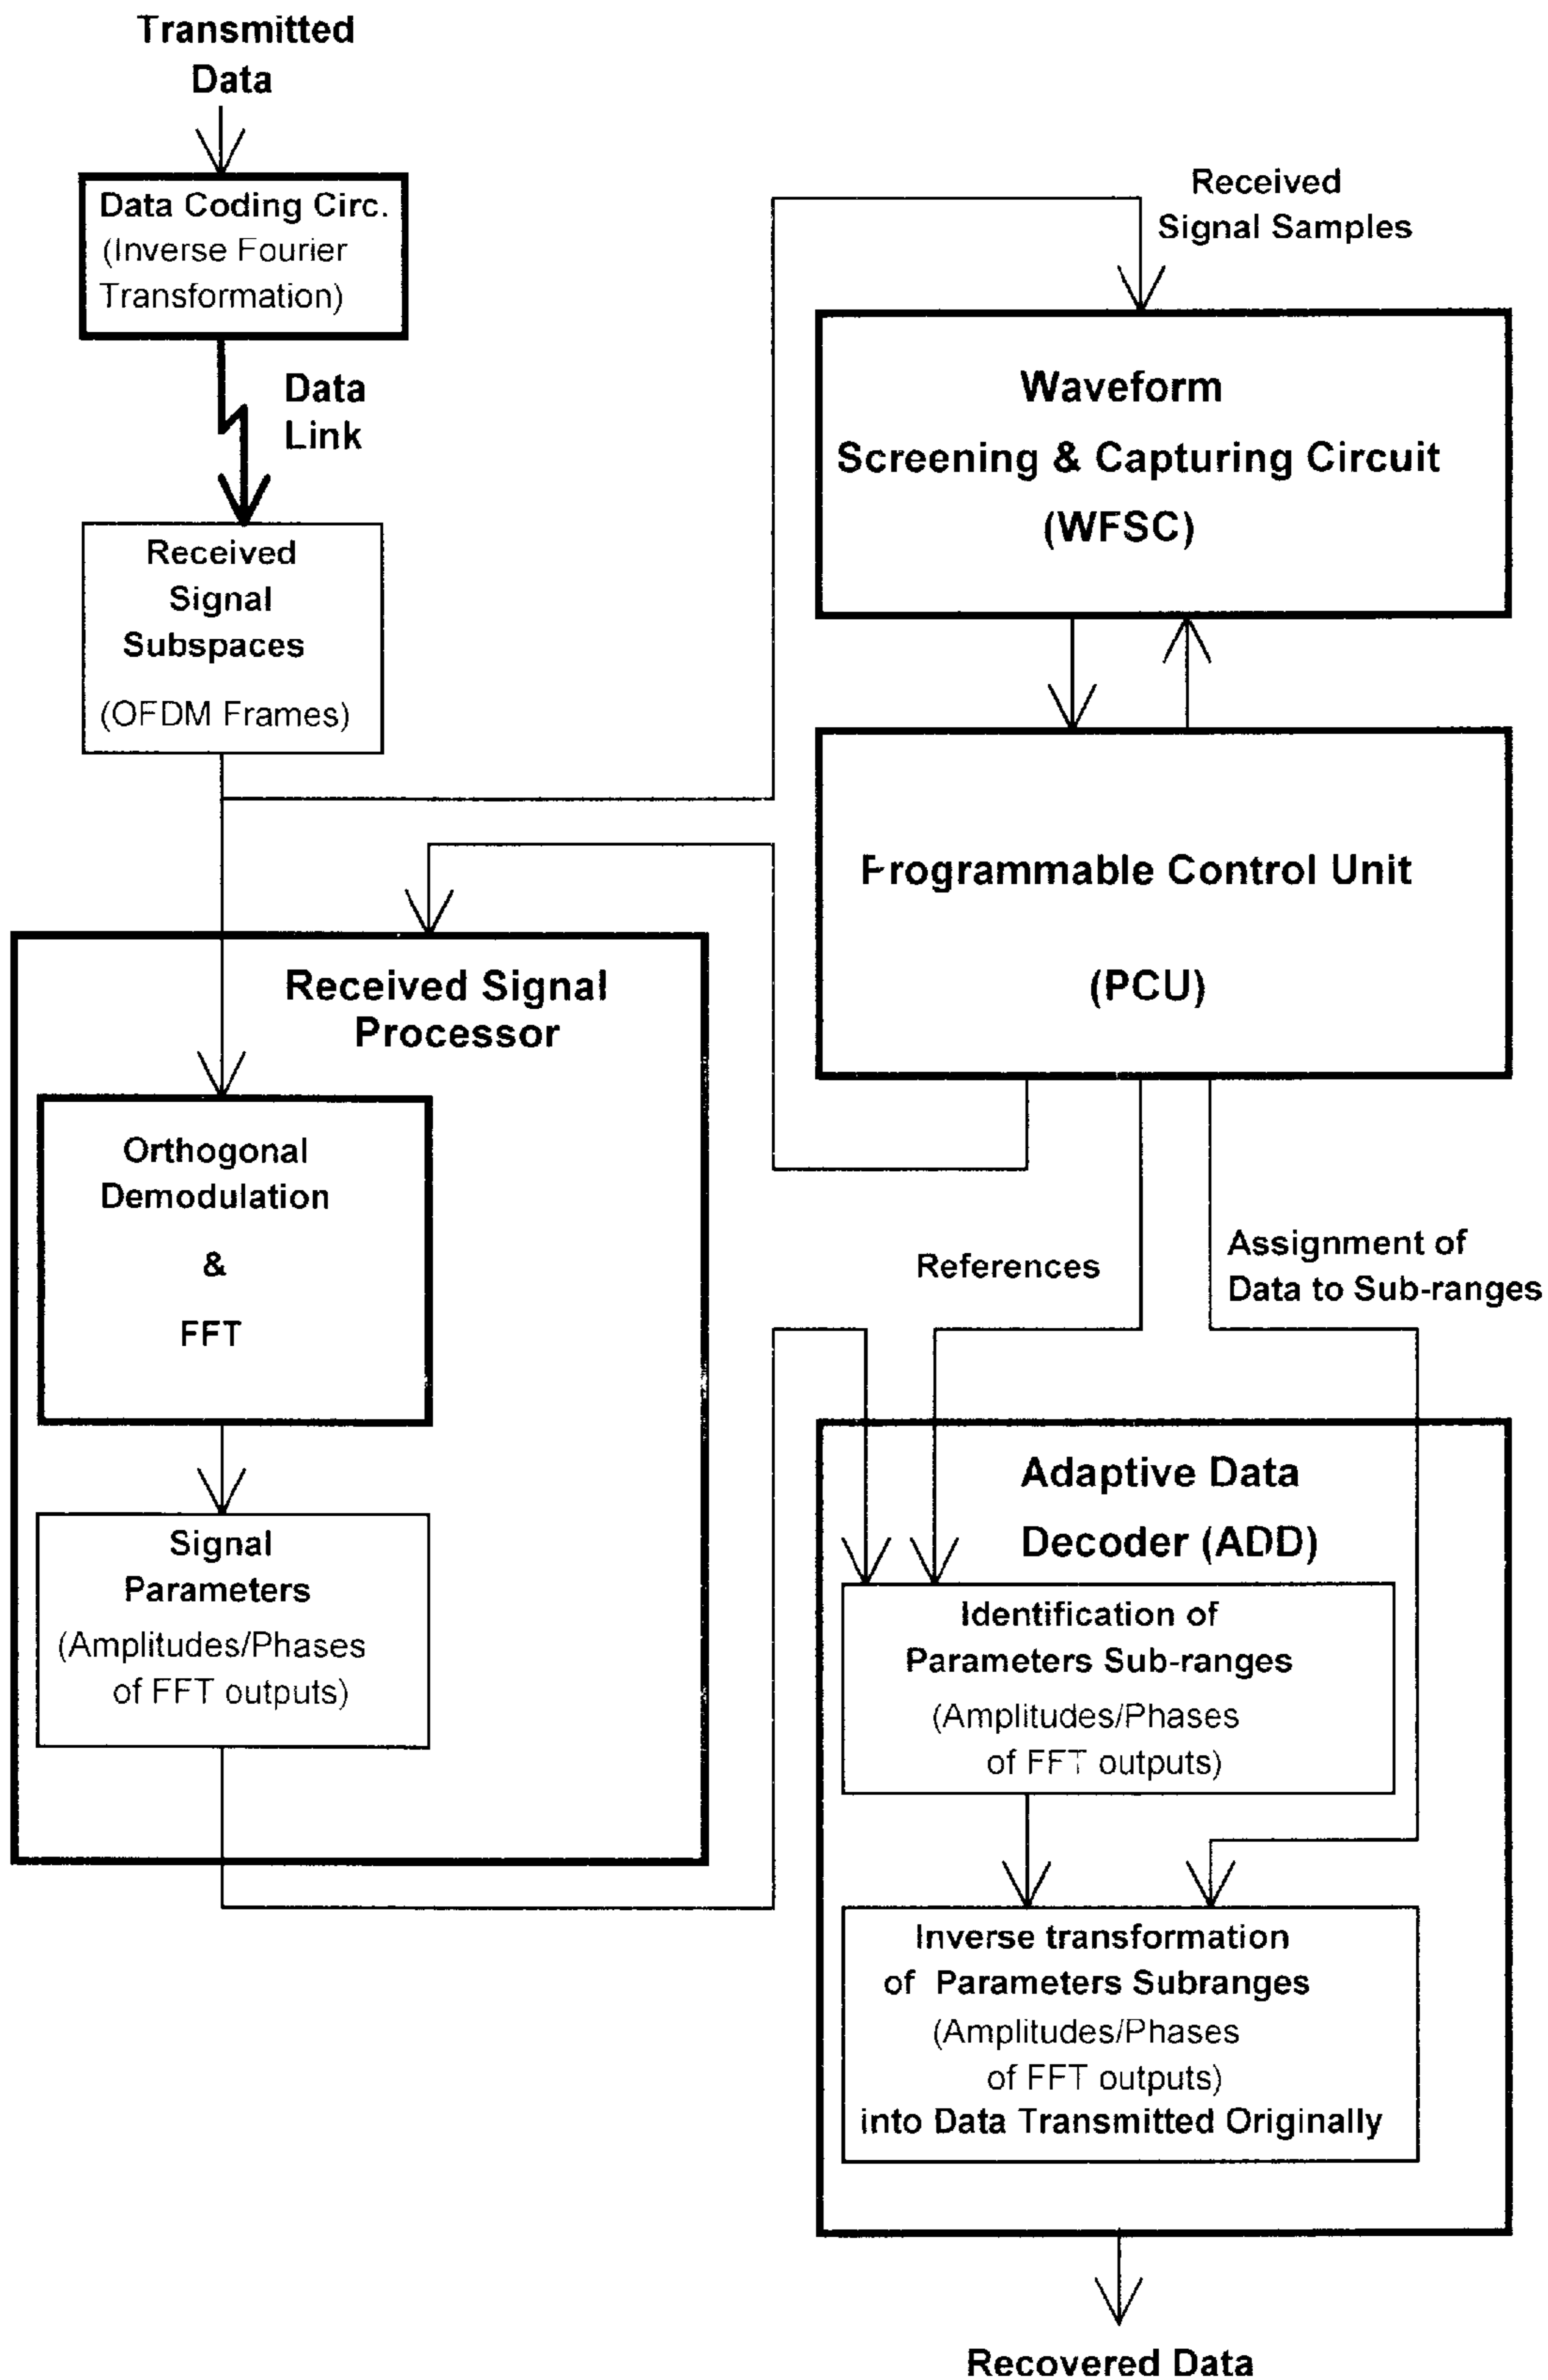 Transmitted
Data
Data Coding Circ.
(Inverse Fourier
Transformation)
Data
Link
Received
Signal
Subspaces
(OFDM Frames)
Received
Signal Samples
Waveform
Screening & Capturing Circuit
(WFSC)
Programmable Control Unit
(PCU)
Received Signal
Processor
Orthogonal
Demodulation
&
FFT
Signal
Parameters
(Amplitudes/Phases
of FFT outputs)
References
Assignment of
Data to Sub-ranges
Adaptive Data
Decoder (ADD)
Identification of
Parameters Sub-ranges
(Amplitudes/Phases
of FFT outputs)
Inverse transformation
of Parameters Subranges
(Amplitudes/Phases
of FFT outputs)
into Data Transmitted Originally
Recovered Data